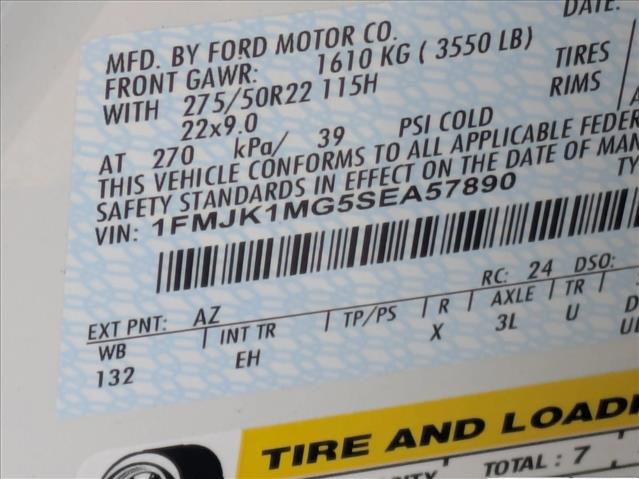 DATE:
MFD. BY FORD MOTOR CO.
FRONT GAWR: 1610 KG ( 3550 LB)
WITH 275/50R22 115H TIRES
22x9.0 RIMS
AT 270 kPa/ 39 PSI COLD
THIS VEHICLE CONFORMS TO ALL APPLICABLE FEDER
SAFETY STANDARDS IN EFFECT ON THE DATE OF MAN
VIN: 1FMJK1MG5SEA57890 TY
EXT PNT: AZ RC: 24 DSO:
WB INT TR TP/PS R AXLE TR
132 EH X 3L U
TIRE AND LOADI
TOTAL : 7